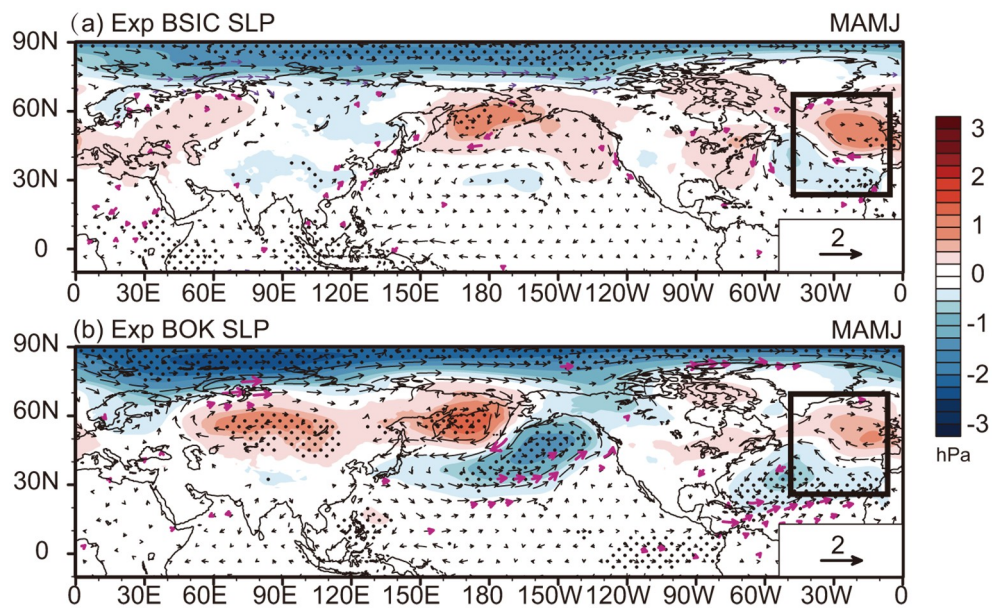 (a) Exp BSIC SLP MAMJ
90N
60N
30N
0
2
0 30E 60E 90E 120E 150E 180 150W 120W 90W 60W 30W 0
(b) Exp BOK SLP MAMJ
90N
60N
30N
0
2
0 30E 60E 90E 120E 150E 180 150W 120W 90W 60W 30W 0
3
2
1
0
-1
-2
-3
hPa